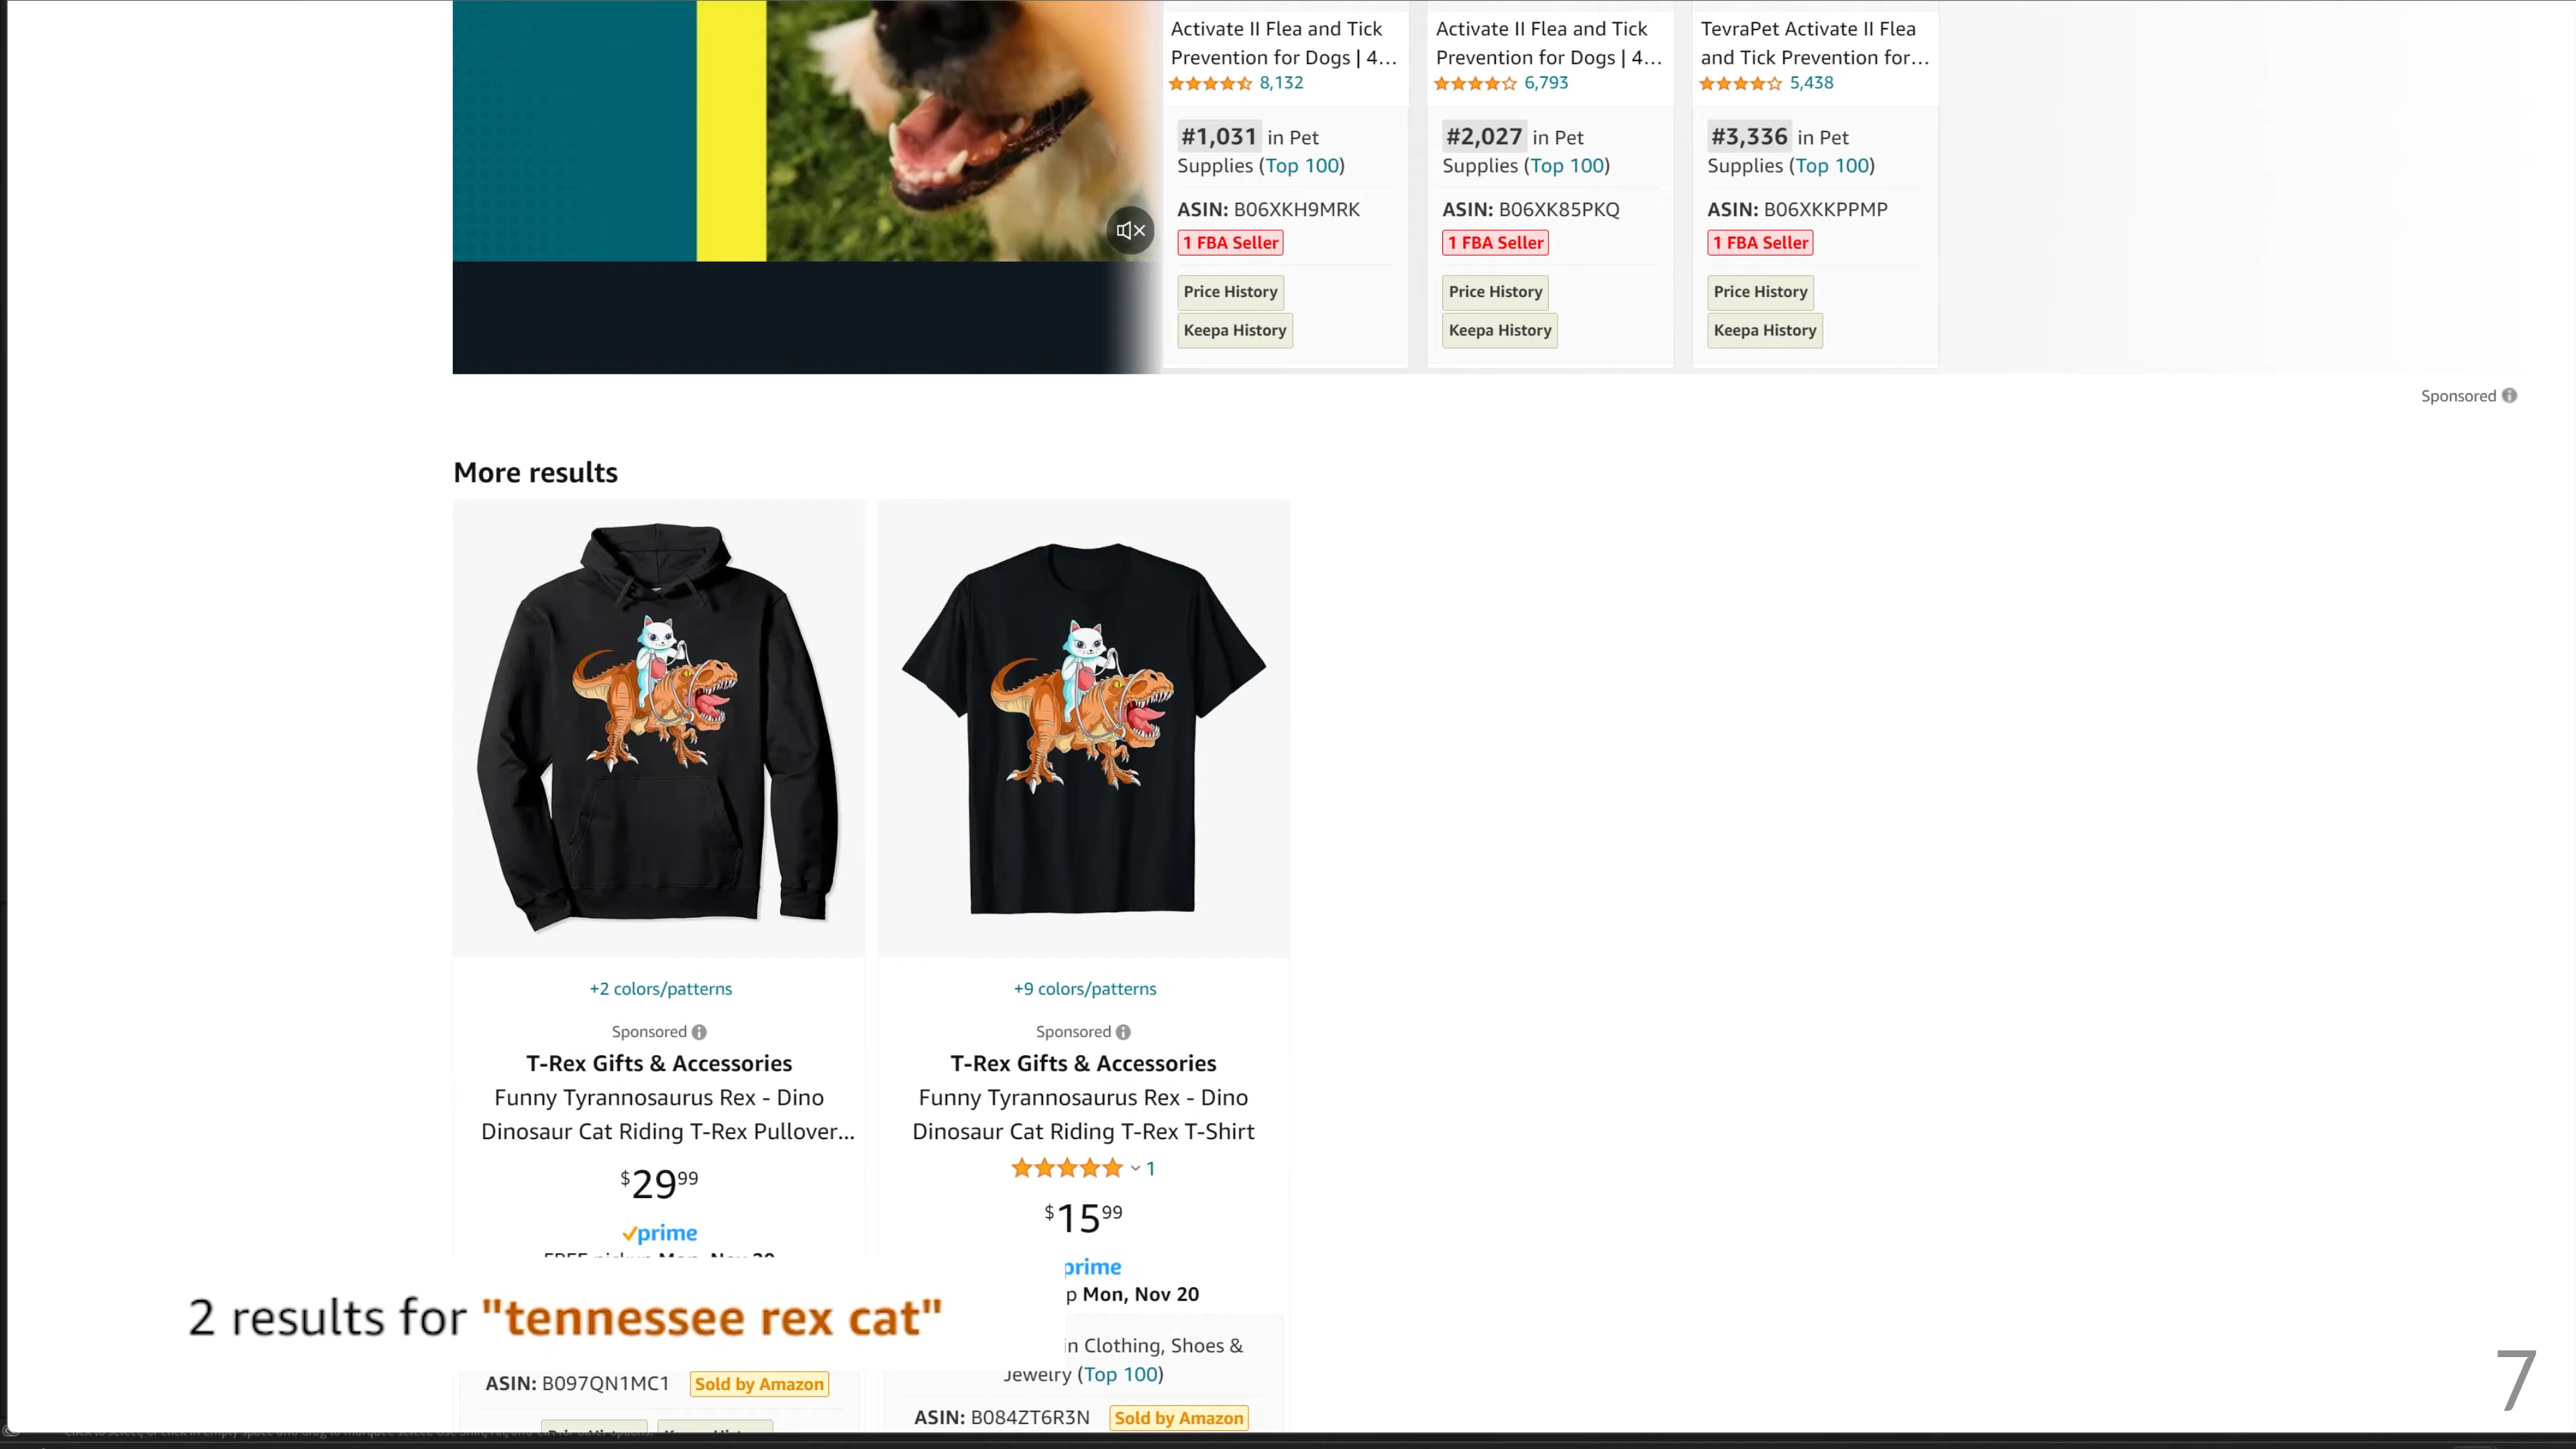 Activate II Flea and Tick
Prevention for Dogs | 4...
8,132
#1,031 in Pet
Supplies (Top 100)
ASIN: B06XKH9MRK
1 FBA Seller
Price History
Keepa History
Activate II Flea and Tick
Prevention for Dogs | 4...
6,793
#2,027 in Pet
Supplies (Top 100)
ASIN: B06XK85PKQ
1 FBA Seller
Price History
Keepa History
TevraPet Activate II Flea
and Tick Prevention for...
5,438
#3,336 in Pet
Supplies (Top 100)
ASIN: B06XKKPPMP
1 FBA Seller
Price History
Keepa History
Sponsored
More results
+2 colors/patterns
Sponsored
T-Rex Gifts & Accessories
Funny Tyrannosaurus Rex - Dino
Dinosaur Cat Riding T-Rex Pullover...
$29.99
prime
ASIN: B097QN1MC1 Sold by Amazon
+9 colors/patterns
Sponsored
T-Rex Gifts & Accessories
Funny Tyrannosaurus Rex - Dino
Dinosaur Cat Riding T-Rex T-Shirt
1
$15.99
prime
p Mon, Nov 20
in Clothing, Shoes &
Jewelry (Top 100)
ASIN: B084ZT6R3N Sold by Amazon
2 results for "tennessee rex cat"
7